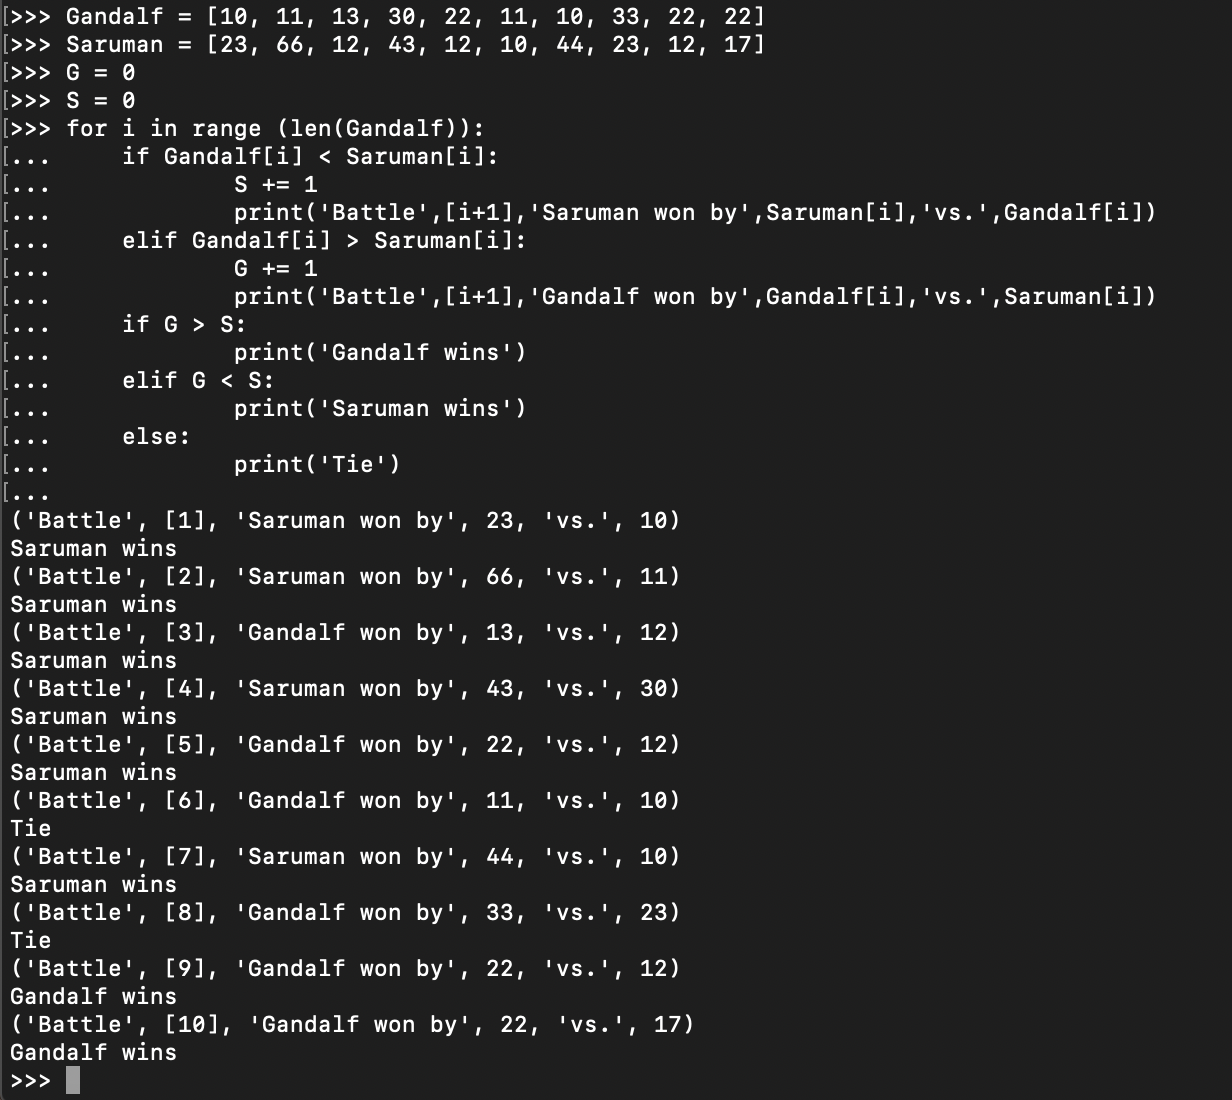 [>>> Gandalf = [10, 11, 13, 30, 22, 11, 10, 33, 22, 22]
[>>> Saruman = [23, 66, 12, 43, 12, 10, 44, 23, 12, 17]
[>>> G = 0
[>>> S = 0
[>>> for i in range (len(Gandalf)):
[...     if Gandalf[i] < Saruman[i]:
[...             S += 1
[...             print('Battle',[i+1],'Saruman won by',Saruman[i],'vs.',Gandalf[i])
[...     elif Gandalf[i] > Saruman[i]:
[...             G += 1
[...             print('Battle',[i+1],'Gandalf won by',Gandalf[i],'vs.',Saruman[i])
[...     if G > S:
[...             print('Gandalf wins')
[...     elif G < S:
[...             print('Saruman wins')
[...     else:
[...             print('Tie')
[...
('Battle', [1], 'Saruman won by', 23, 'vs.', 10)
Saruman wins
('Battle', [2], 'Saruman won by', 66, 'vs.', 11)
Saruman wins
('Battle', [3], 'Gandalf won by', 13, 'vs.', 12)
Saruman wins
('Battle', [4], 'Saruman won by', 43, 'vs.', 30)
Saruman wins
('Battle', [5], 'Gandalf won by', 22, 'vs.', 12)
Saruman wins
('Battle', [6], 'Gandalf won by', 11, 'vs.', 10)
Tie
('Battle', [7], 'Saruman won by', 44, 'vs.', 10)
Saruman wins
('Battle', [8], 'Gandalf won by', 33, 'vs.', 23)
Tie
('Battle', [9], 'Gandalf won by', 22, 'vs.', 12)
Gandalf wins
('Battle', [10], 'Gandalf won by', 22, 'vs.', 17)
Gandalf wins
>>>